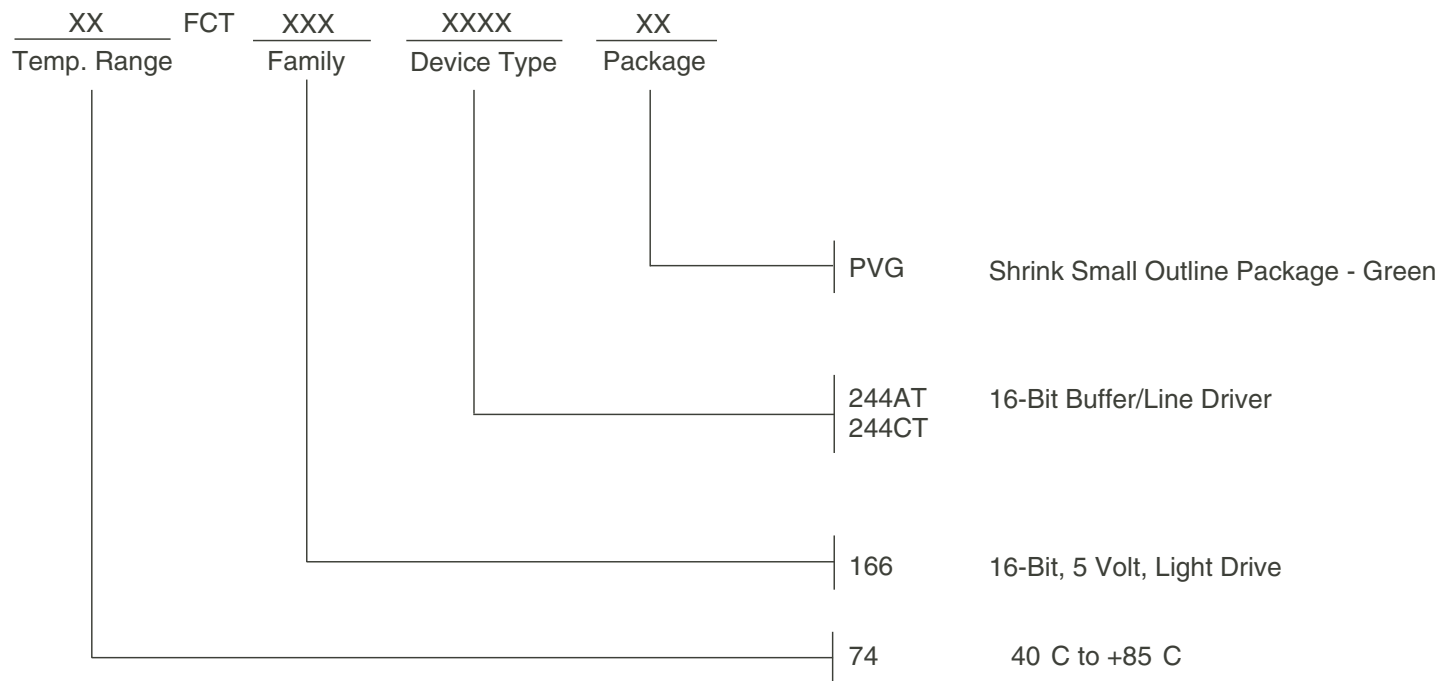 XX FCT XXX XXXX XX
Temp. Range Family Device Type Package
PVG Shrink Small Outline Package - Green
244AT 16-Bit Buffer/Line Driver
244CT
166 16-Bit, 5 Volt, Light Drive
74 40 C to +85 C